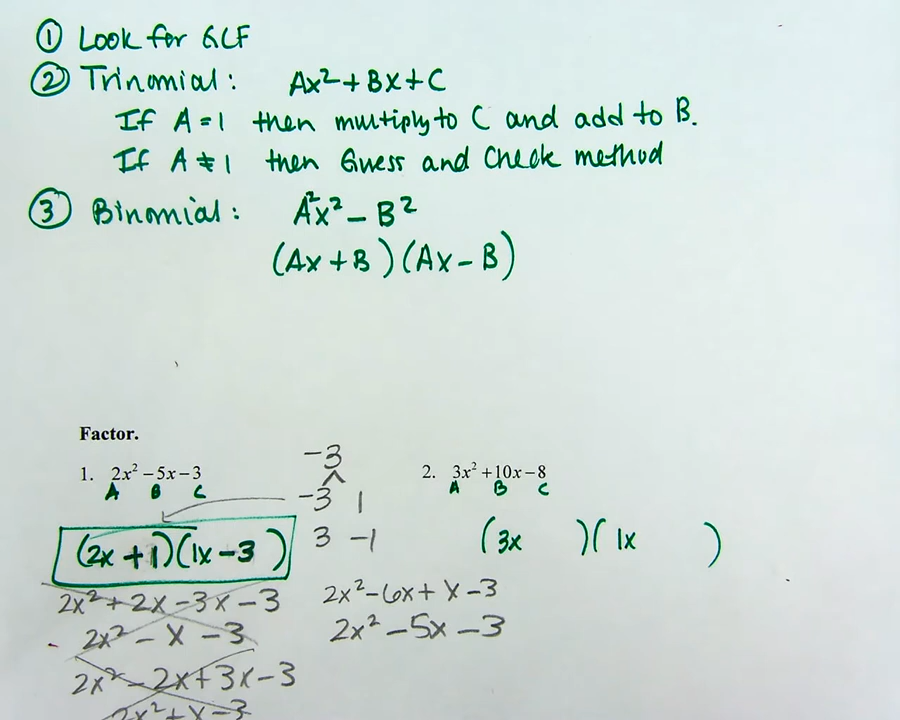 ① Look for GCF
② Trinomial: Ax²+Bx+C
If A=1 then multiply to C and add to B.
If A≠1 then Guess and Check method
③ Binomial: A²x²-B²
(Ax+B)(Ax-B)
Factor.
1. 2x²-5x-3
A B C
-3
-3 1
3 -1
(2x+1)(1x-3)
2x²+2x-3x-3
2x²-x-3
2x²-2x+3x-3
2x²+x-3
2x²-6x+x-3
2x²-5x-3
2. 3x²+10x-8
A B C
(3x )(1x )